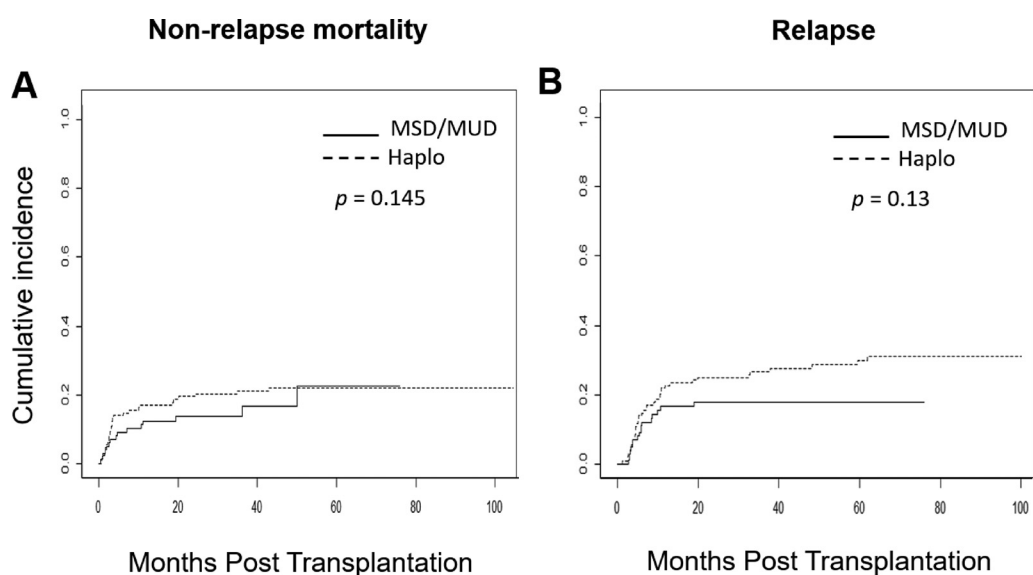 Non-relapse mortality
A
Cumulative incidence
1.0
0.8
0.6
0.4
0.2
0.0
MSD/MUD
Haplo
p = 0.145
0 20 40 60 80 100
Months Post Transplantation
Relapse
B
1.0
0.8
0.6
0.4
0.2
0.0
MSD/MUD
Haplo
p = 0.13
0 20 40 60 80 100
Months Post Transplantation